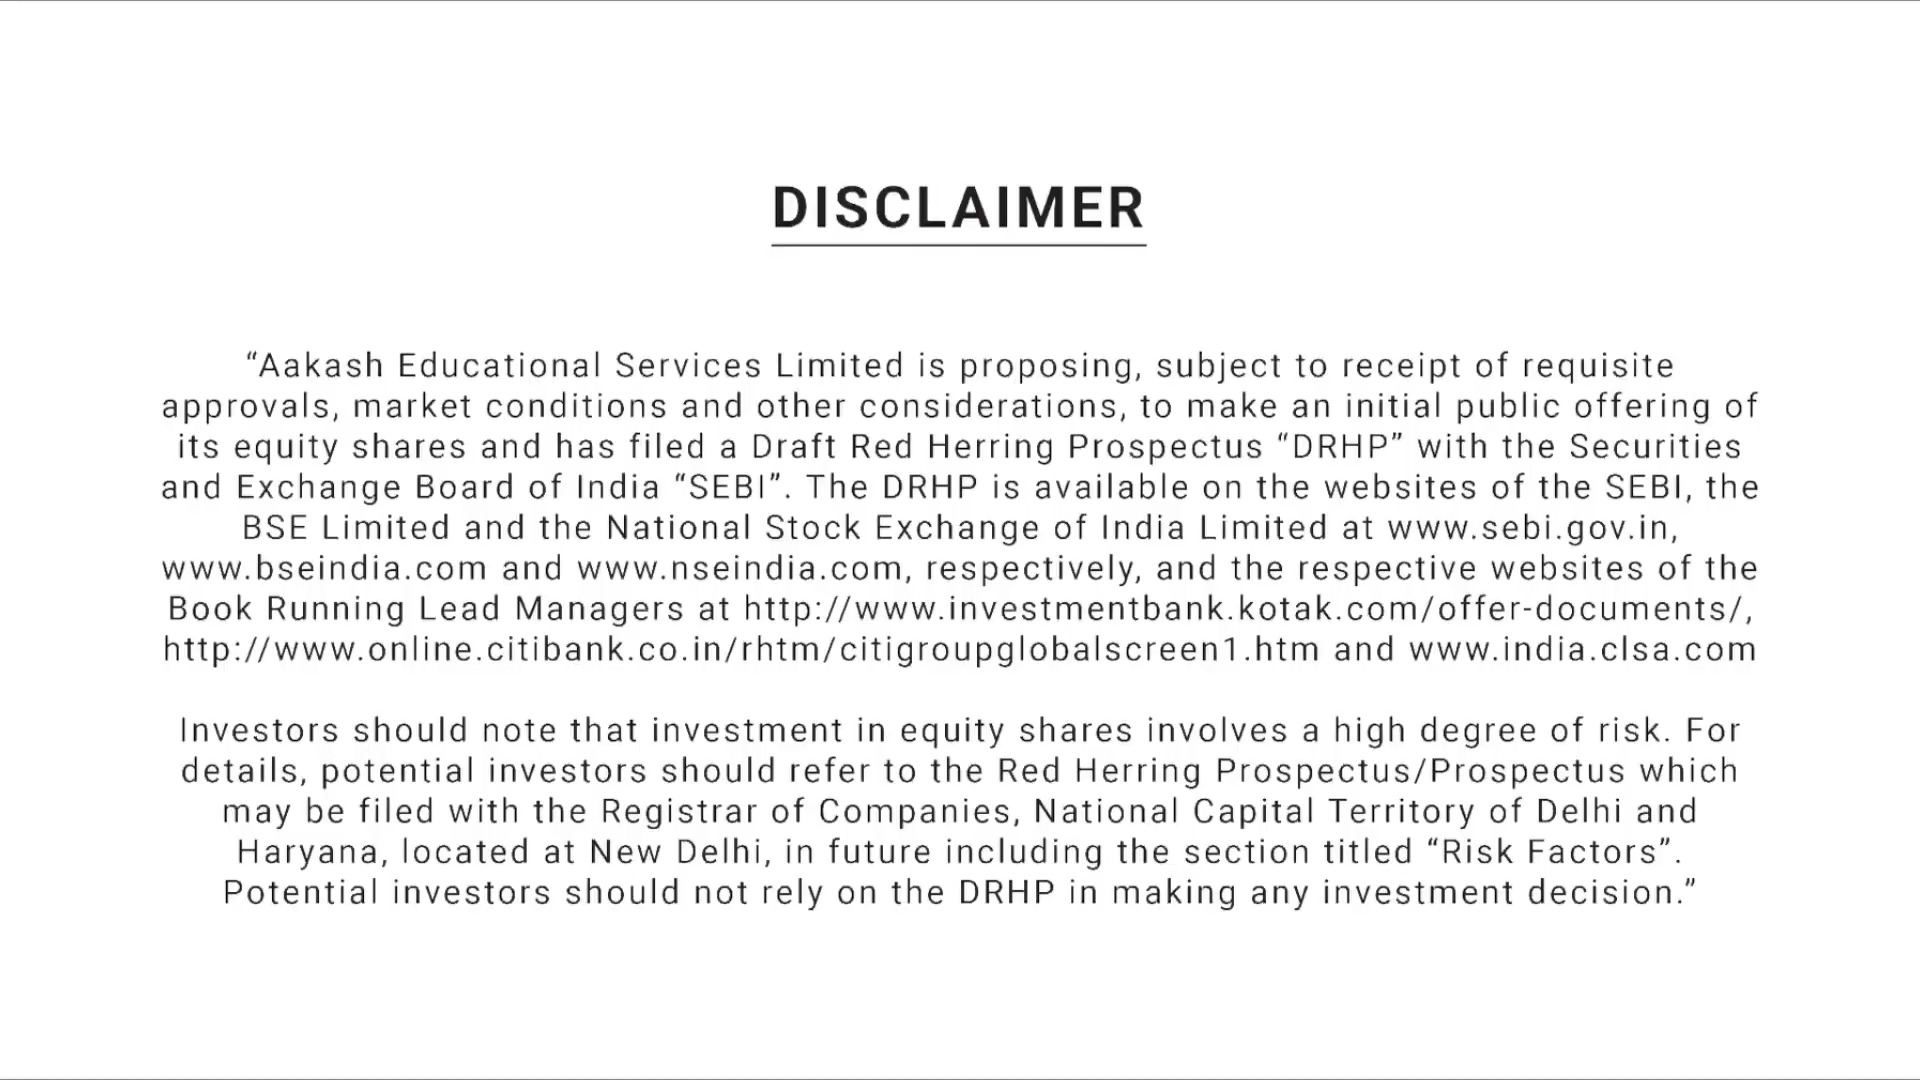 DISCLAIMER
“Aakash Educational Services Limited is proposing, subject to receipt of requisite
approvals, market conditions and other considerations, to make an initial public offering of
its equity shares and has filed a Draft Red Herring Prospectus “DRHP” with the Securities
and Exchange Board of India “SEBI”. The DRHP is available on the websites of the SEBI, the
BSE Limited and the National Stock Exchange of India Limited at www.sebi.gov.in,
www.bseindia.com and www.nseindia.com, respectively, and the respective websites of the
Book Running Lead Managers at http://www.investmentbank.kotak.com/offer-documents/,
http://www.online.citibank.co.in/rhtm/citigroupglobalscreen1.htm and www.india.clsa.com
Investors should note that investment in equity shares involves a high degree of risk. For
details, potential investors should refer to the Red Herring Prospectus/Prospectus which
may be filed with the Registrar of Companies, National Capital Territory of Delhi and
Haryana, located at New Delhi, in future including the section titled “Risk Factors”.
Potential investors should not rely on the DRHP in making any investment decision.”